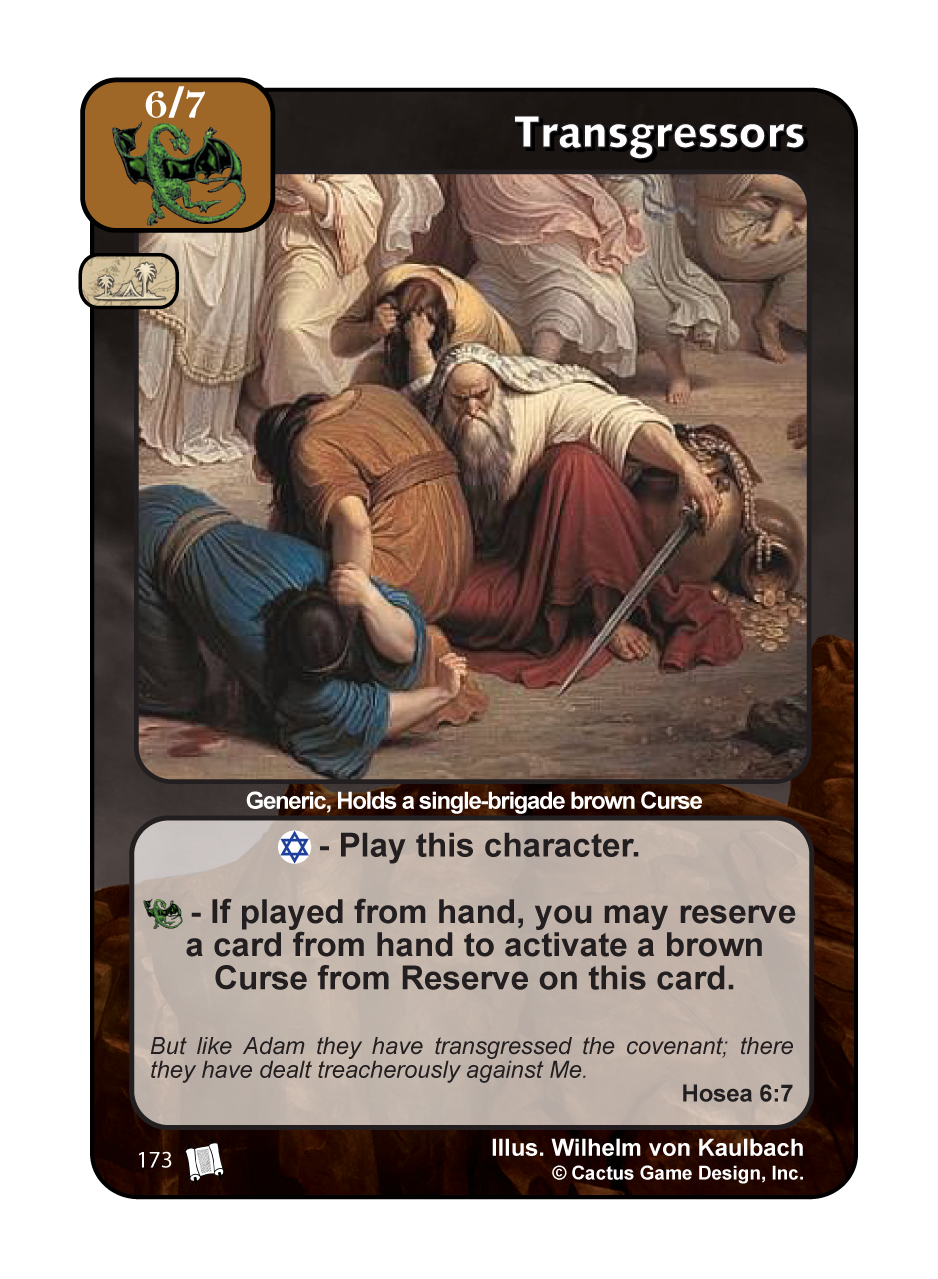 6/7
Transgressors
Generic, Holds a single-brigade brown Curse
- Play this character.
- If played from hand, you may reserve
a card from hand to activate a brown
Curse from Reserve on this card.
But like Adam they have transgressed the covenant; there
they have dealt treacherously against Me.
Hosea 6:7
173
Illus. Wilhelm von Kaulbach
© Cactus Game Design, Inc.